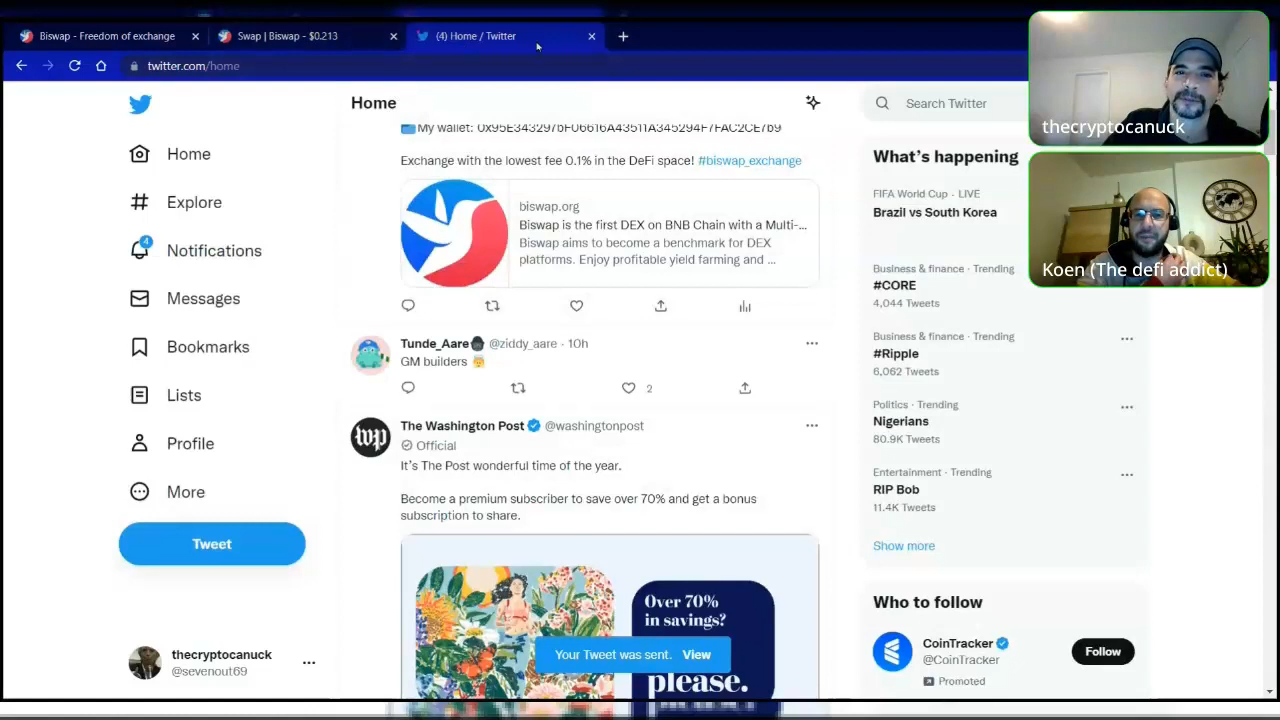 Biswap - Freedom of exchange
Swap | Biswap - $0.213
(4) Home / Twitter
twitter.com/home
Home
Explore
4
Notifications
Messages
Bookmarks
Lists
Profile
More
Tweet
thecryptocanuck
@sevenout69
Home
My wallet: 0x95E343297bF06616A43511A345294F7FAC2CE7b9
Exchange with the lowest fee 0.1% in the DeFi space! #biswap_exchange
biswap.org
Biswap is the first DEX on BNB Chain with a Multi-...
Biswap aims to become a benchmark for DEX
platforms. Enjoy profitable yield farming and ...
Tunde_Aare @ziddy_aare · 10h
GM builders
2
The Washington Post @washingtonpost
Official
It's The Post wonderful time of the year.
Become a premium subscriber to save over 70% and get a bonus
subscription to share.
wp
Over 70%
in savings?
please.
Your Tweet was sent. View
Search Twitter
What's happening
FIFA World Cup · LIVE
Brazil vs South Korea
Business & finance · Trending
#CORE
4,044 Tweets
Business & finance · Trending
#Ripple
6,062 Tweets
Politics · Trending
Nigerians
80.9K Tweets
Entertainment · Trending
RIP Bob
11.4K Tweets
Show more
Who to follow
CoinTracker
@CoinTracker
Promoted
Follow
thecryptocanuck
Koen (The defi addict)